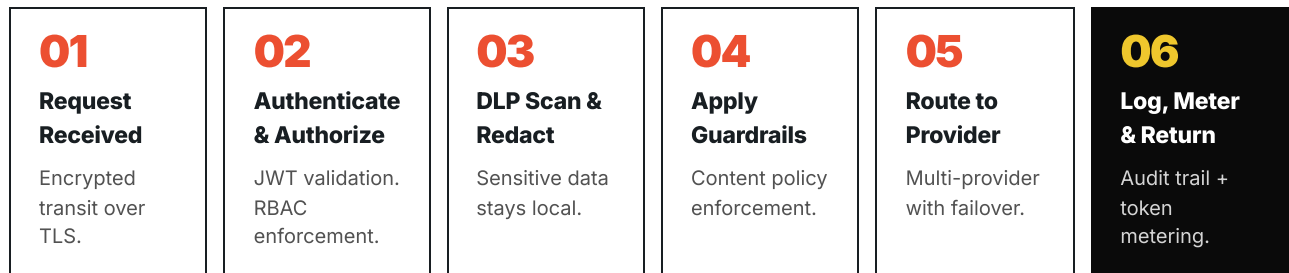 01
Request
Received
Encrypted
transit over
TLS.
02
Authenticate
& Authorize
JWT validation.
RBAC
enforcement.
03
DLP Scan &
Redact
Sensitive data
stays local.
04
Apply
Guardrails
Content policy
enforcement.
05
Route to
Provider
Multi-provider
with failover.
06
Log, Meter
& Return
Audit trail +
token
metering.